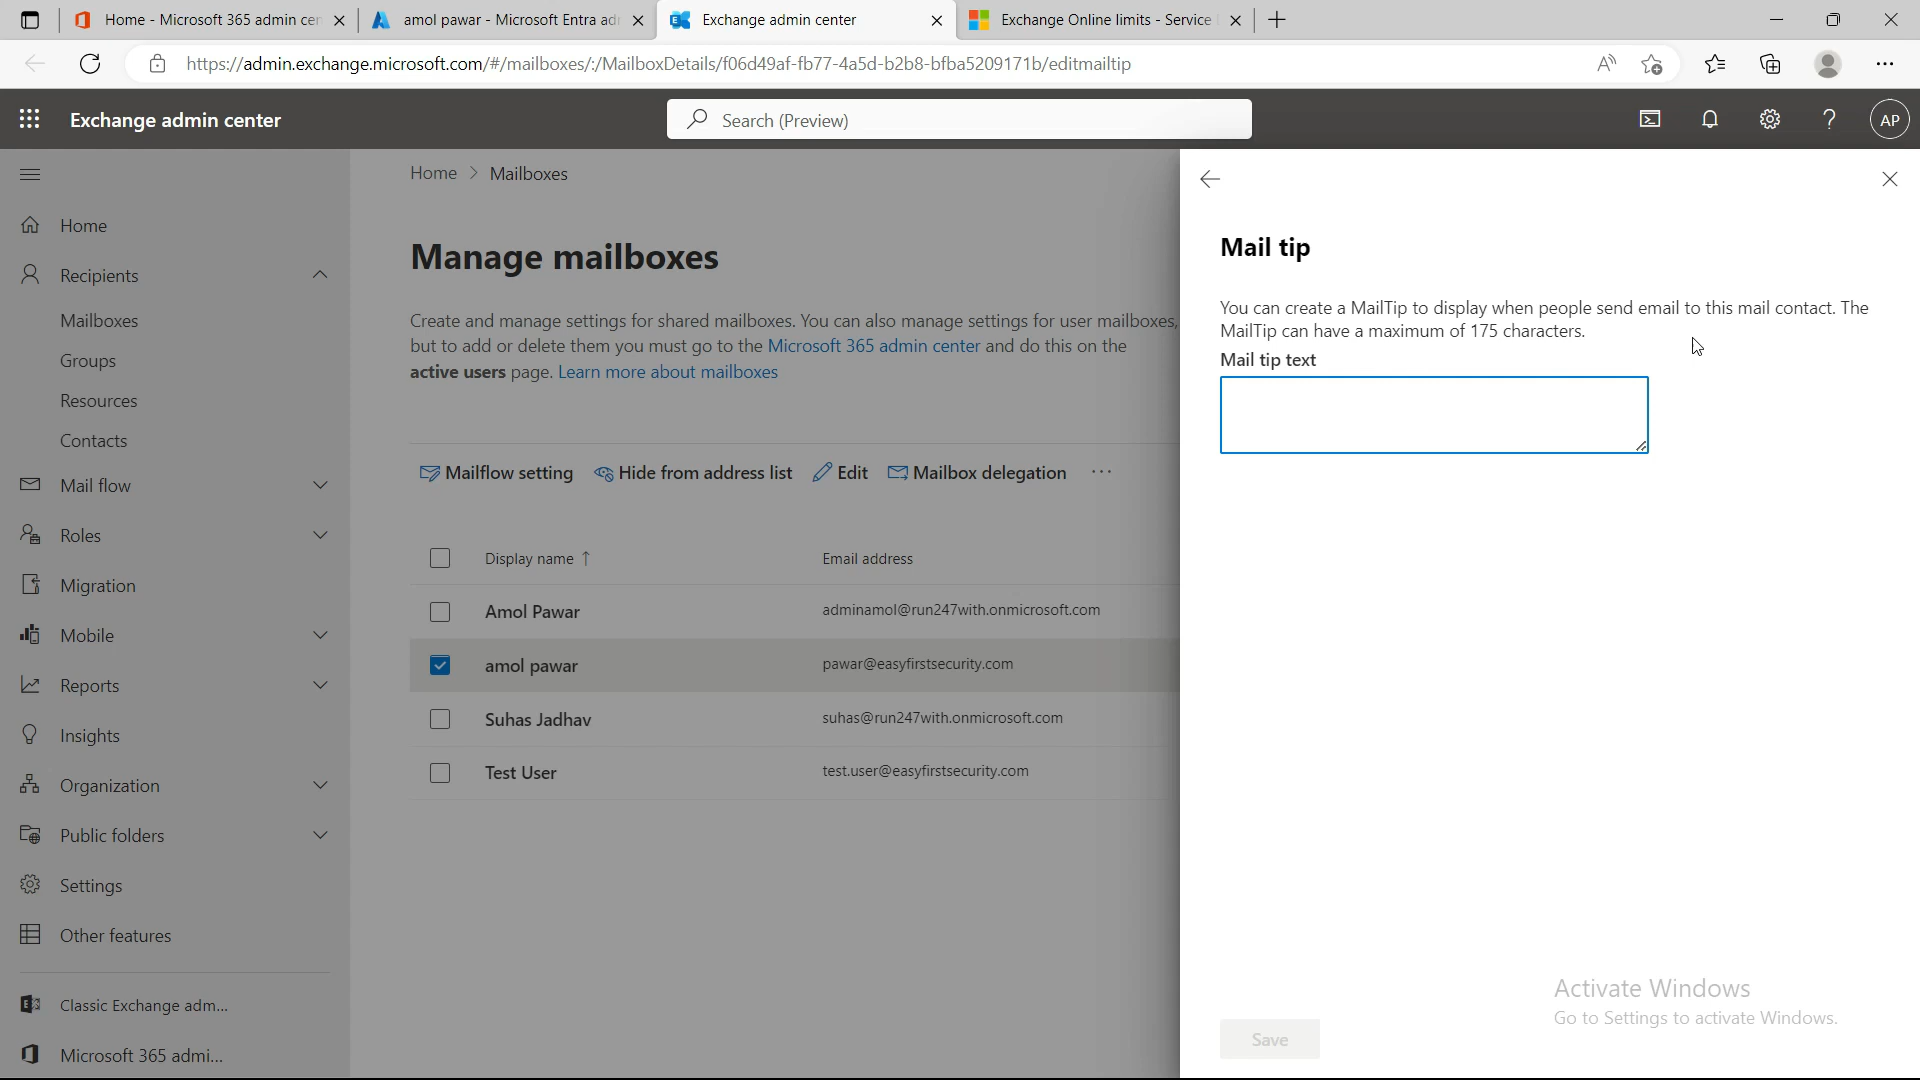 Home - Microsoft 365 admin cen
amol pawar - Microsoft Entra ad
Exchange admin center
Exchange Online limits - Service
https://admin.exchange.microsoft.com/#/mailboxes/:/MailboxDetails/f06d49af-fb77-4a5d-b2b8-bfba5209171b/editmailtip
Exchange admin center
Search (Preview)
AP
Home
Recipients
Mailboxes
Groups
Resources
Contacts
Mail flow
Roles
Migration
Mobile
Reports
Insights
Organization
Public folders
Settings
Other features
Classic Exchange adm...
Microsoft 365 admi...
Home > Mailboxes
Manage mailboxes
Create and manage settings for shared mailboxes. You can also manage settings for user mailboxes,
but to add or delete them you must go to the Microsoft 365 admin center and do this on the
active users page. Learn more about mailboxes
Mailflow setting
Hide from address list
Edit
Mailbox delegation
Display name ↑
Email address
Amol Pawar
adminamol@run247with.onmicrosoft.com
amol pawar
pawar@easyfirstsecurity.com
Suhas Jadhav
suhas@run247with.onmicrosoft.com
Test User
test.user@easyfirstsecurity.com
Mail tip
You can create a MailTip to display when people send email to this mail contact. The
MailTip can have a maximum of 175 characters.
Mail tip text
Activate Windows
Go to Settings to activate Windows.
Save